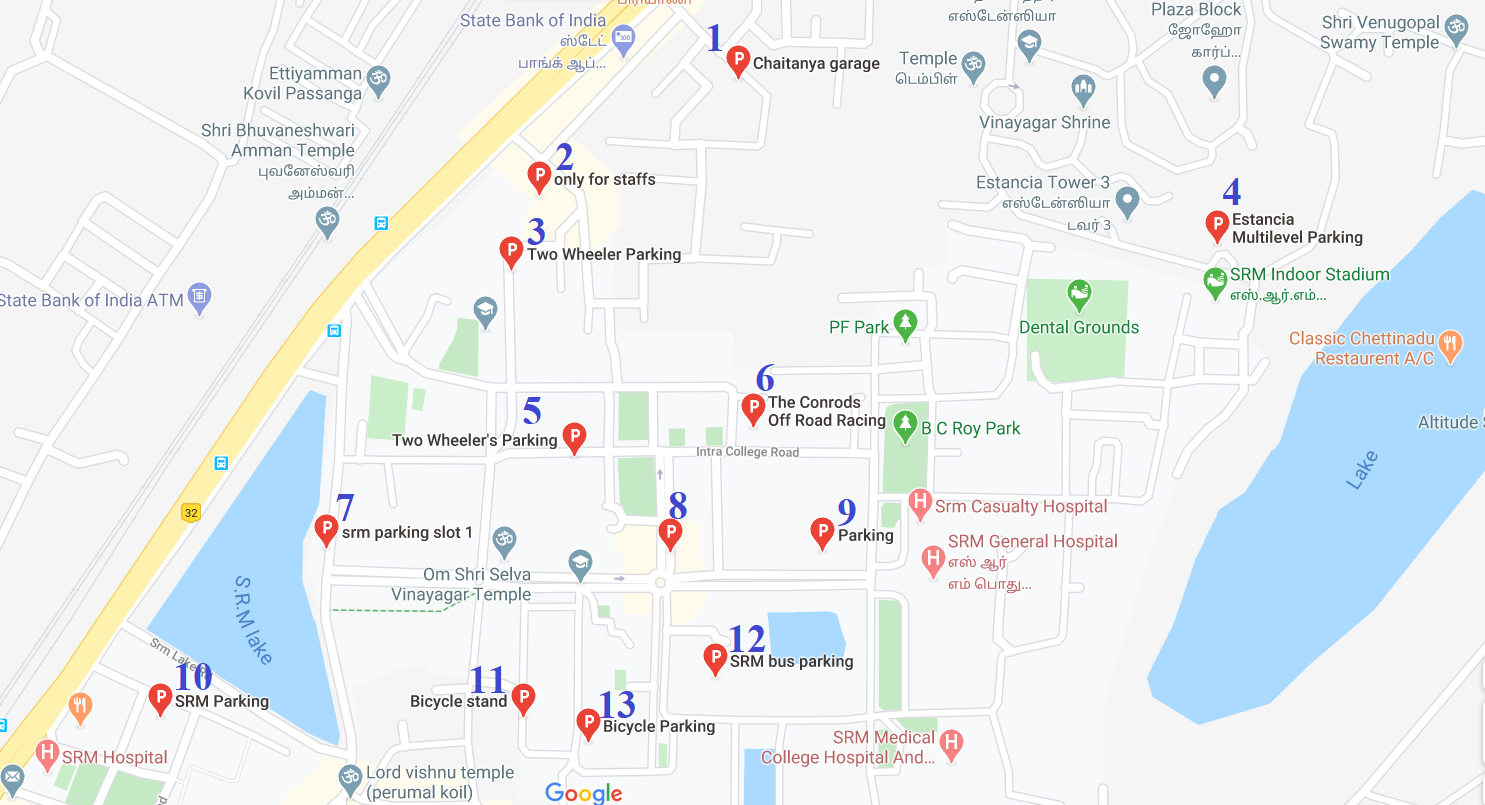 பிரியாணி
State Bank of India
ஸ்டேட்
பாங்க் ஆப்...
1
Chaitanya garage
எஸ்டேன்ஸியா
Plaza Block
ஜோஹோ
கார்ப்...
Shri Venugopal
Swamy Temple
Temple
டெம்பிள்
Ettiyamman
Kovil Passanga
Vinayagar Shrine
Shri Bhuvaneshwari
Amman Temple
புவனேஸ்வரி
அம்மன்...
2
only for staffs
Estancia Tower 3
எஸ்டேன்ஸியா
டவர் 3
4
Estancia
Multilevel Parking
3
Two Wheeler Parking
SRM Indoor Stadium
எஸ்.ஆர்.எம்...
State Bank of India ATM
PF Park
Dental Grounds
Classic Chettinadu
Restaurent A/C
6
The Conrods
Off Road Racing
5
Two Wheeler's Parking
B C Roy Park
Altitude
Intra College Road
Lake
32
7
srm parking slot 1
8
9
Parking
Srm Casualty Hospital
SRM General Hospital
எஸ் ஆர்
எம் பொது...
Om Shri Selva
Vinayagar Temple
S.R.M lake
Srm Lake
12
SRM bus parking
10
SRM Parking
11
Bicycle stand
13
Bicycle Parking
SRM Medical
College Hospital And...
SRM Hospital
Lord vishnu temple
(perumal koil)
Google